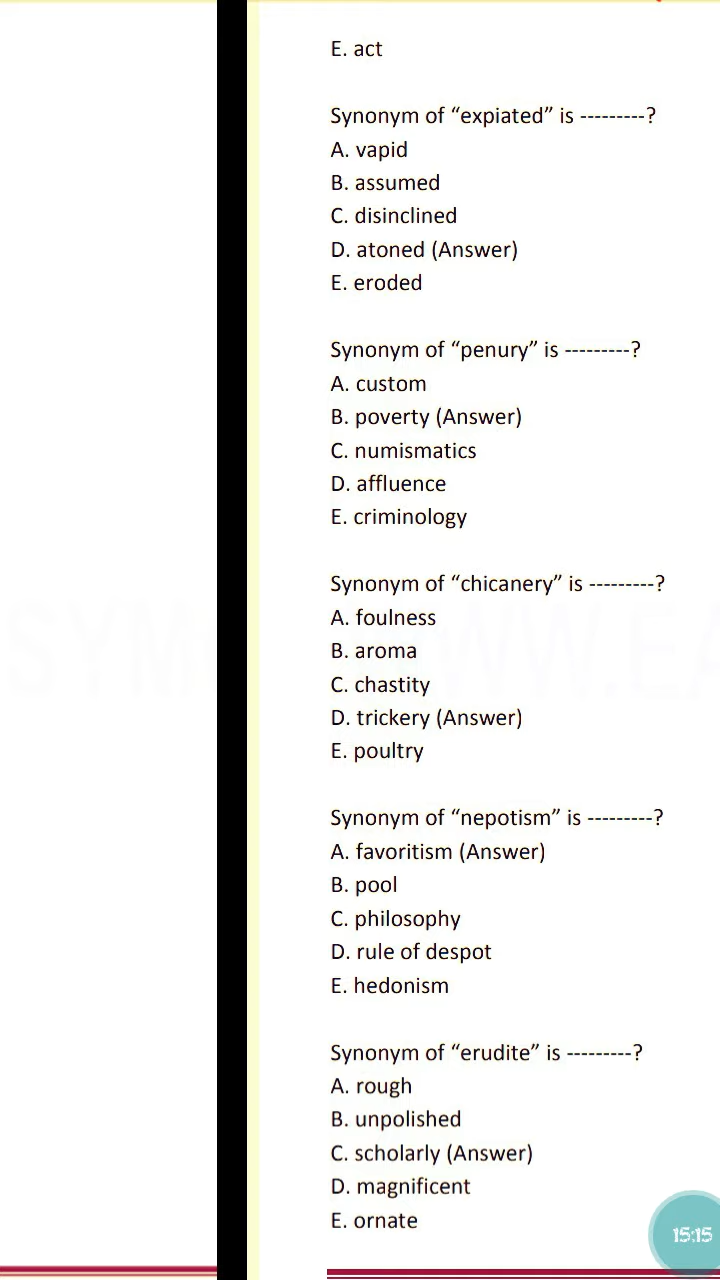 E. act
Synonym of “expiated” is ---------?
A. vapid
B. assumed
C. disinclined
D. atoned (Answer)
E. eroded
Synonym of “penury” is ---------?
A. custom
B. poverty (Answer)
C. numismatics
D. affluence
E. criminology
Synonym of “chicanery” is ---------?
A. foulness
B. aroma
C. chastity
D. trickery (Answer)
E. poultry
Synonym of “nepotism” is ---------?
A. favoritism (Answer)
B. pool
C. philosophy
D. rule of despot
E. hedonism
Synonym of “erudite” is ---------?
A. rough
B. unpolished
C. scholarly (Answer)
D. magnificent
E. ornate
15:15